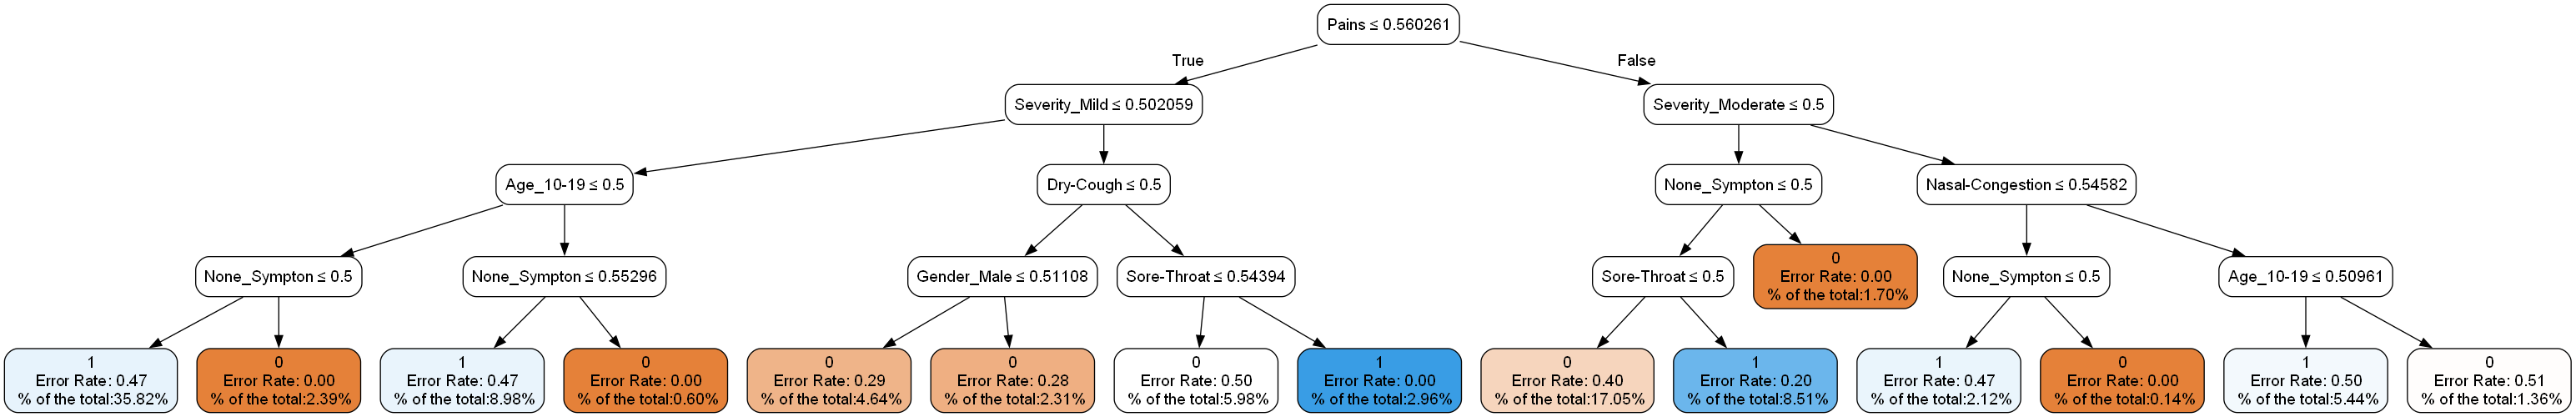 Pains ≤ 0.560261
True
False
Severity_Mild ≤ 0.502059
Severity_Moderate ≤ 0.5
Age_10-19 ≤ 0.5
Dry-Cough ≤ 0.5
None_Sympton ≤ 0.5
Nasal-Congestion ≤ 0.54582
None_Sympton ≤ 0.5
None_Sympton ≤ 0.55296
Gender_Male ≤ 0.51108
Sore-Throat ≤ 0.54394
Sore-Throat ≤ 0.5
0
Error Rate: 0.00
% of the total:1.70%
None_Sympton ≤ 0.5
Age_10-19 ≤ 0.50961
1
Error Rate: 0.47
% of the total:35.82%
0
Error Rate: 0.00
% of the total:2.39%
1
Error Rate: 0.47
% of the total:8.98%
0
Error Rate: 0.00
% of the total:0.60%
0
Error Rate: 0.29
% of the total:4.64%
0
Error Rate: 0.28
% of the total:2.31%
0
Error Rate: 0.50
% of the total:5.98%
1
Error Rate: 0.00
% of the total:2.96%
0
Error Rate: 0.40
% of the total:17.05%
1
Error Rate: 0.20
% of the total:8.51%
1
Error Rate: 0.47
% of the total:2.12%
0
Error Rate: 0.00
% of the total:0.14%
1
Error Rate: 0.50
% of the total:5.44%
0
Error Rate: 0.51
% of the total:1.36%